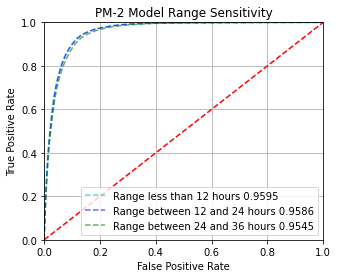 PM-2 Model Range Sensitivity
True Positive Rate
1.0
0.8
0.6
0.4
0.2
0.0
Range less than 12 hours 0.9595
Range between 12 and 24 hours 0.9586
Range between 24 and 36 hours 0.9545
0.0 0.2 0.4 0.6 0.8 1.0
False Positive Rate